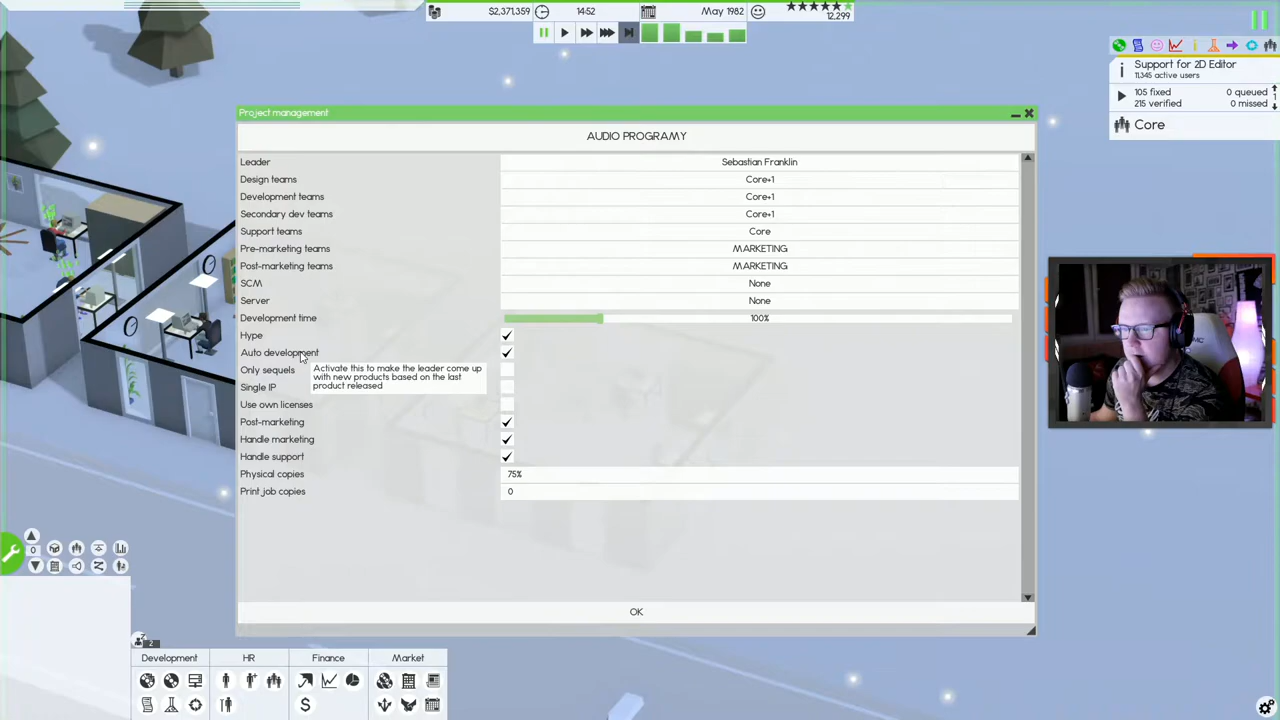 $2,371,359
14:52
May 1982
12,299
Support for 2D Editor
11,345 active users
105 fixed
0 queued
215 verified
0 missed
1
Core
Project management
AUDIO PROGRAMY
Leader
Sebastian Franklin
Design teams
Core+1
Development teams
Core+1
Secondary dev teams
Core+1
Support teams
Core
Pre-marketing teams
MARKETING
Post-marketing teams
MARKETING
SCM
None
Server
None
Development time
100%
Hype
Auto development
Only sequels
Activate this to make the leader come up
with new products based on the last
product released
Single IP
Use own licenses
Post-marketing
Handle marketing
Handle support
Physical copies
75%
Print job copies
0
OK
0
2
Development
HR
Finance
Market